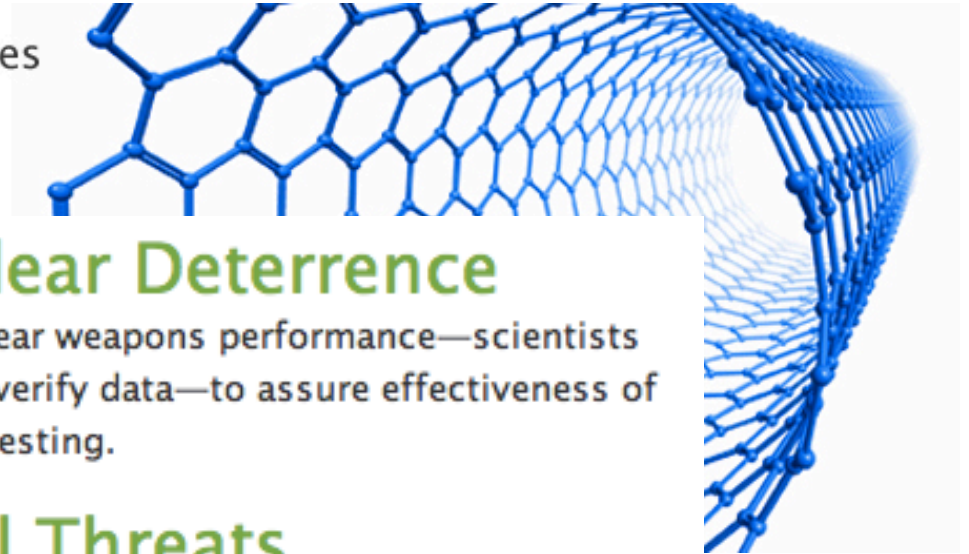 es
lear Deterrence
ear weapons performance—scientists
verify data—to assure effectiveness of
esting.
l Threats